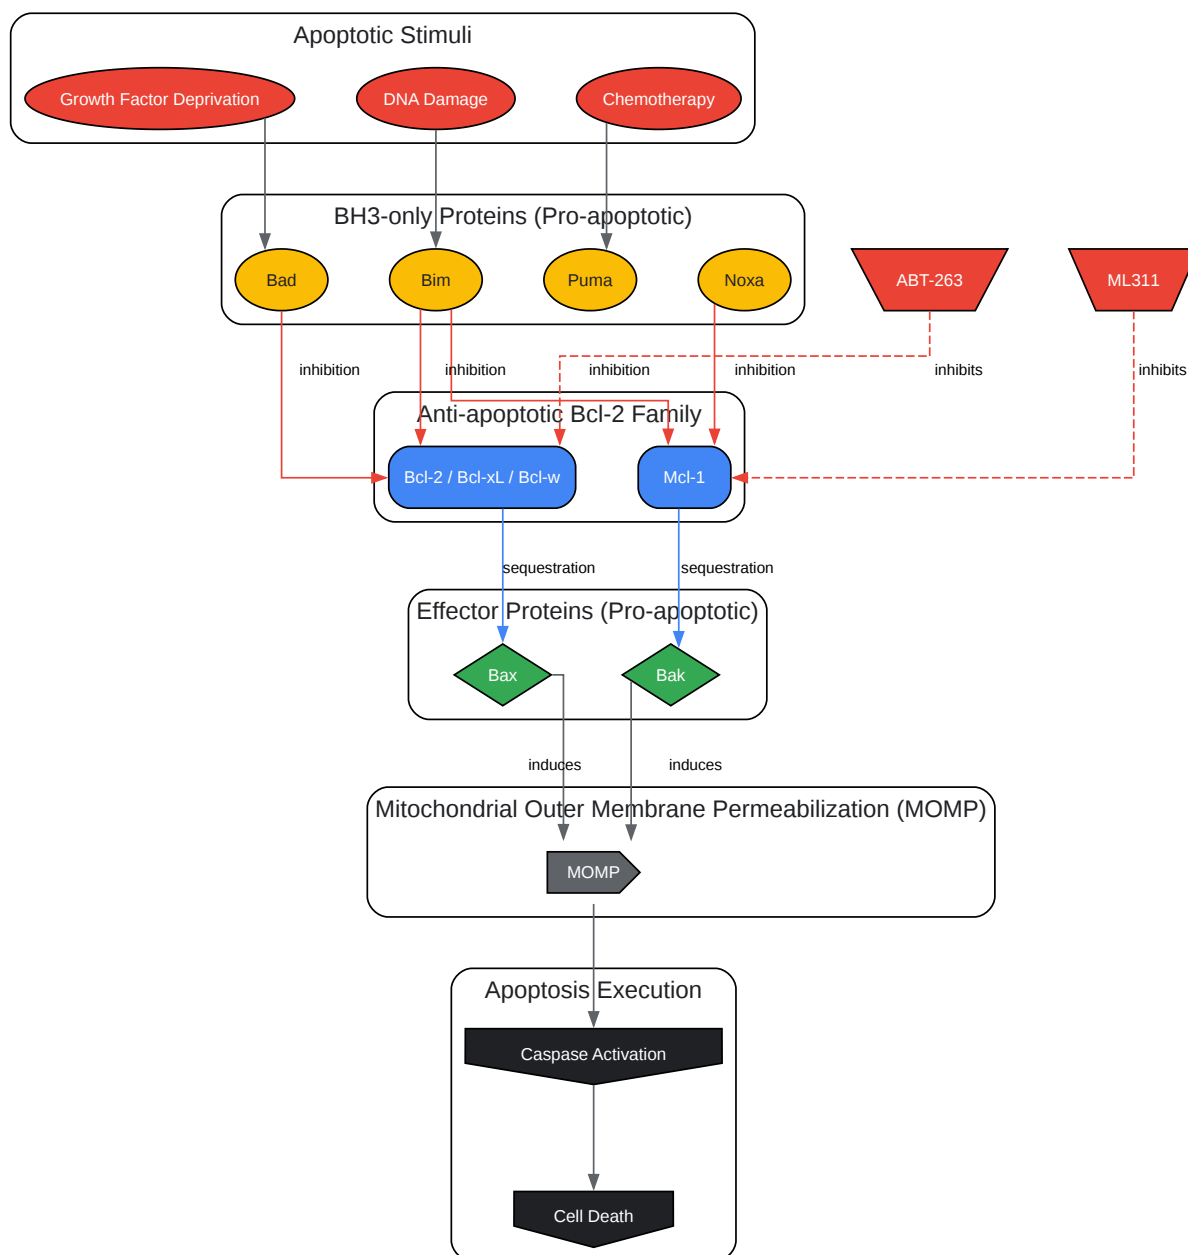 Apoptotic Stimuli
Growth Factor Deprivation
DNA Damage
Chemotherapy
BH3-only Proteins (Pro-apoptotic)
Bad
Bim
Puma
Noxa
ABT-263
ML311
inhibition
inhibition
inhibition
inhibition
inhibits
inhibits
Anti-apoptotic Bcl-2 Family
Bcl-2 / Bcl-xL / Bcl-w
Mcl-1
sequestration
sequestration
Effector Proteins (Pro-apoptotic)
Bax
Bak
induces
induces
Mitochondrial Outer Membrane Permeabilization (MOMP)
MOMP
Apoptosis Execution
Caspase Activation
Cell Death